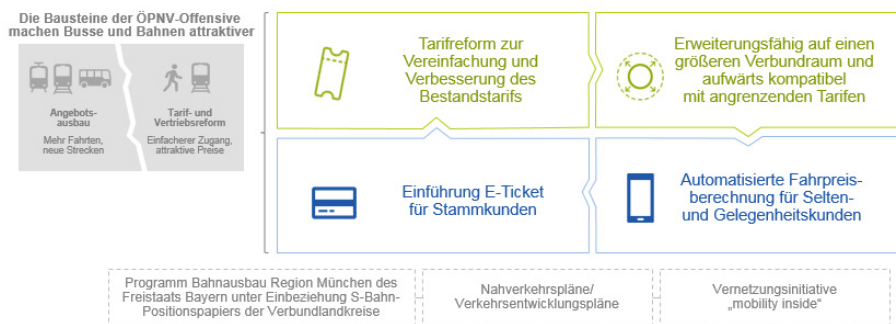 Die Bausteine der ÖPNV-Offensive
machen Busse und Bahnen attraktiver
Angebots-
ausbau
Mehr Fahrten,
neue Strecken
Tarif- und
Vertriebsreform
Einfacherer Zugang,
attraktive Preise
Tarifreform zur
Vereinfachung und
Verbesserung des
Bestandstarifs
Erweiterungsfähig auf einen
größeren Verbundraum und
aufwärts kompatibel
mit angrenzenden Tarifen
Einführung E-Ticket
für Stammkunden
Automatisierte Fahrpreis-
berechnung für Selten-
und Gelegenheitskunden
Programm Bahnausbau Region München des
Freistaats Bayern unter Einbeziehung S-Bahn-
Positionspapiers der Verbundlandkreise
Nahverkehrspläne/
Verkehrsentwicklungspläne
Vernetzungsinitiative
„mobility inside“